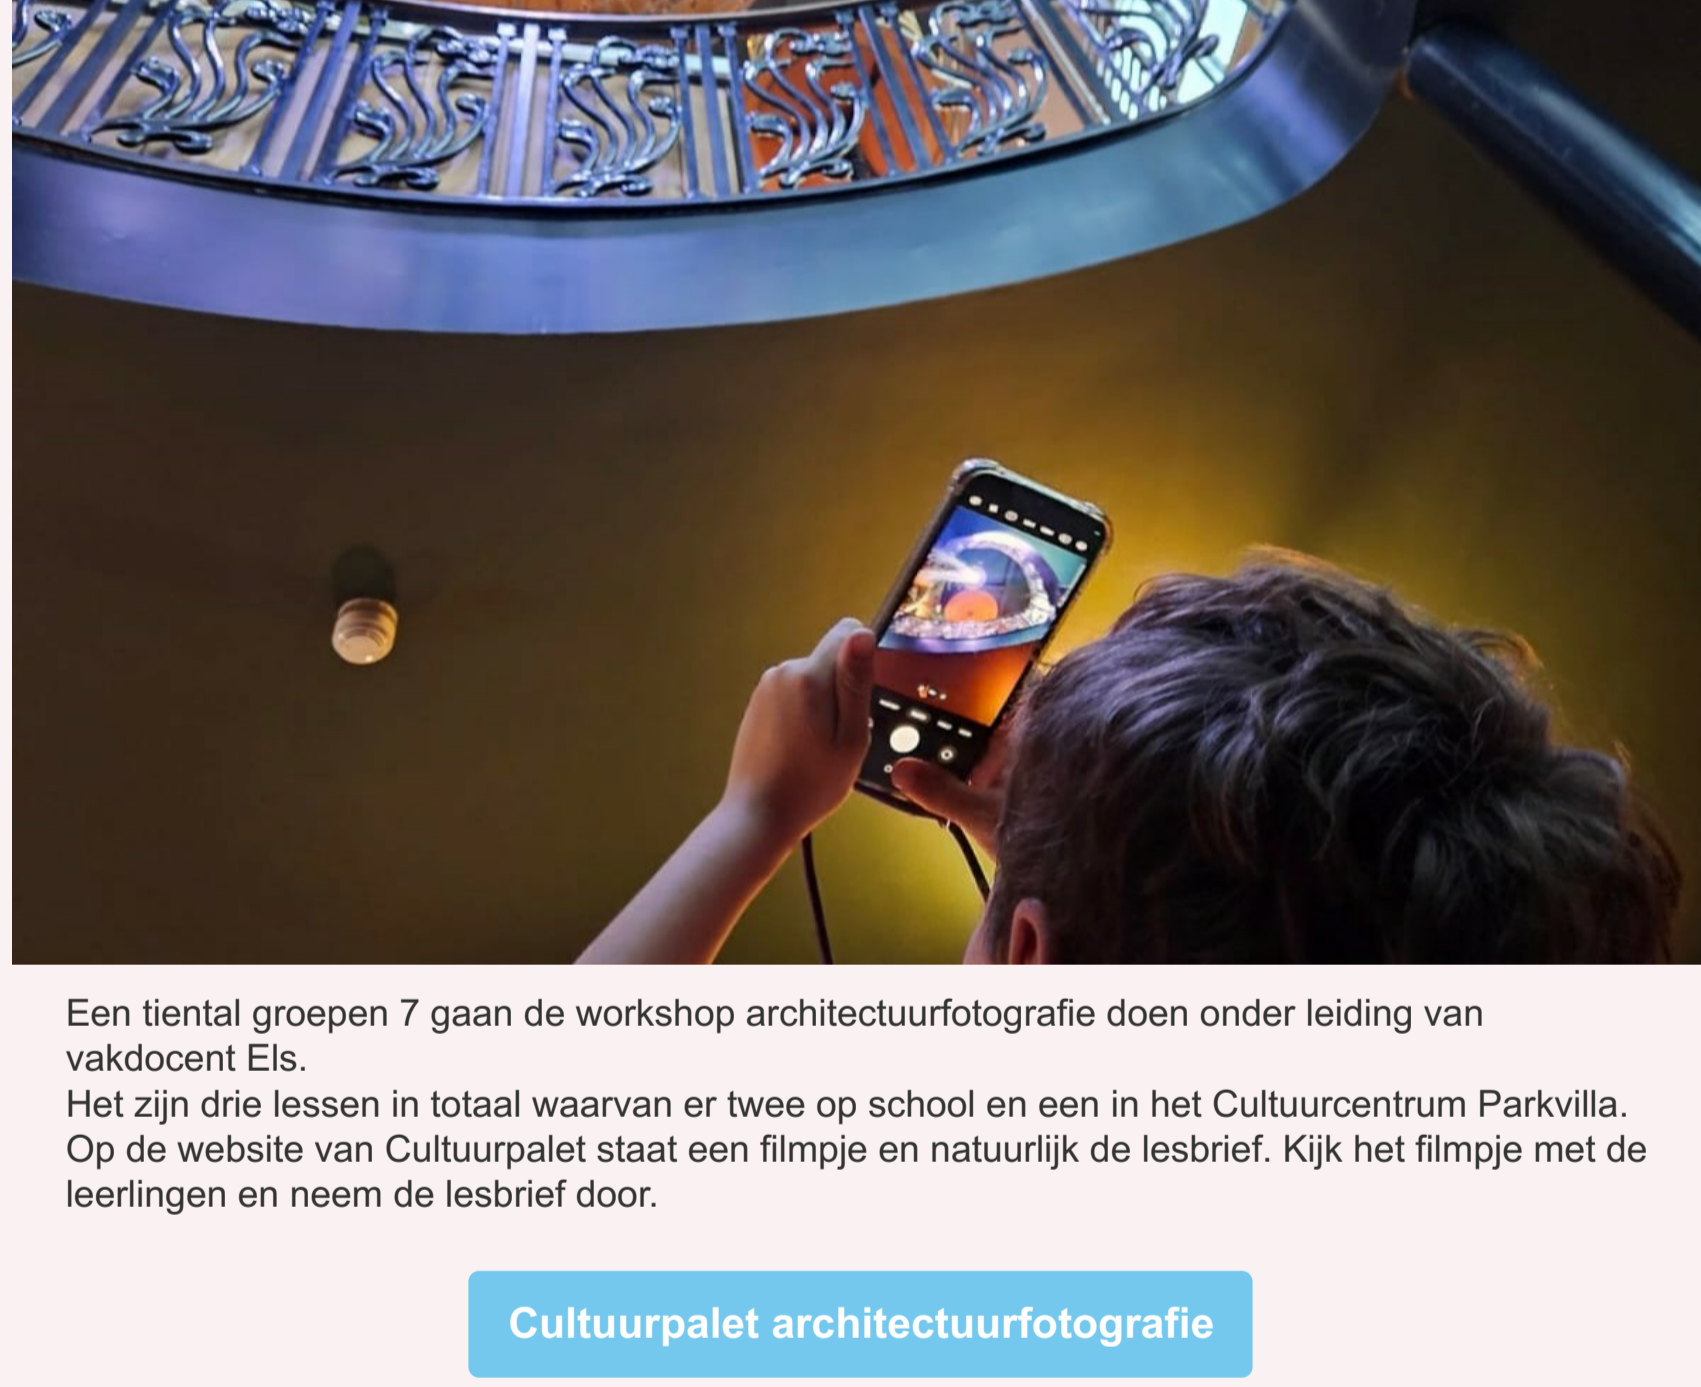 Een tiental groepen 7 gaan de workshop architectuurfotografie doen onder leiding van
vakdocent Els.
Het zijn drie lessen in totaal waarvan er twee op school en een in het Cultuurcentrum Parkvilla.
Op de website van Cultuurpalet staat een filmpje en natuurlijk de lesbrief. Kijk het filmpje met de
leerlingen en neem de lesbrief door.
Cultuurpalet architectuurfotografie